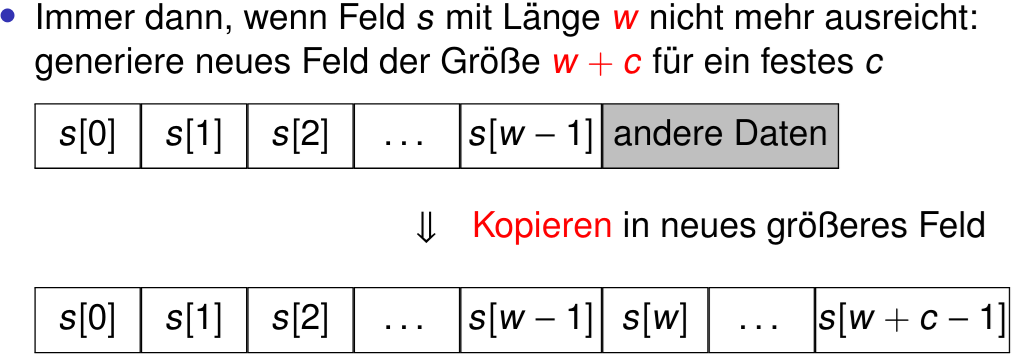 • Immer dann, wenn Feld s mit Länge w nicht mehr ausreicht:
generiere neues Feld der Größe w + c für ein festes c
s[0] s[1] s[2] ... s[w − 1] andere Daten
⇓ Kopieren in neues größeres Feld
s[0] s[1] s[2] ... s[w − 1] s[w] ... s[w + c − 1]